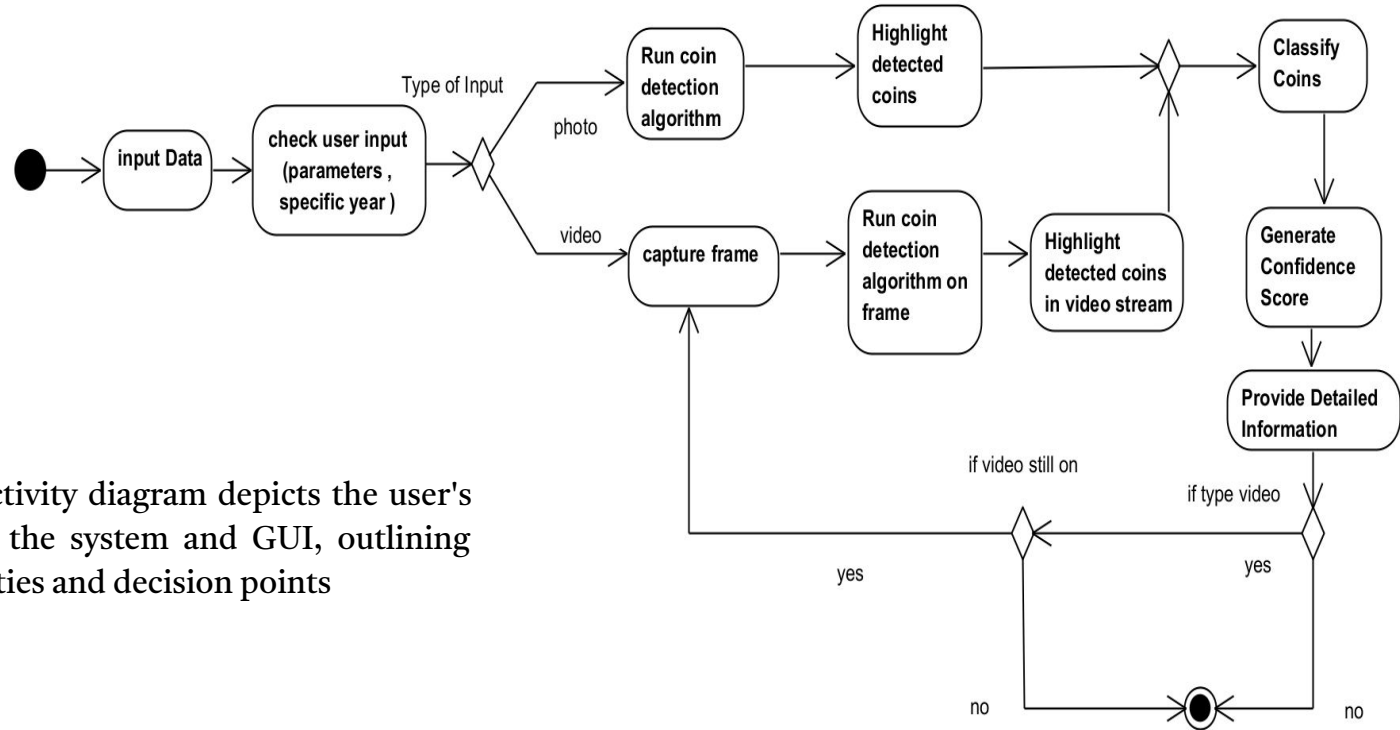 Type of Input
input Data
check user input
(parameters ,
specific year )
photo
video
Run coin
detection
algorithm
Highlight
detected
coins
Classify
Coins
capture frame
Run coin
detection
algorithm on
frame
Highlight
detected coins
in video stream
Generate
Confidence
Score
Provide Detailed
Information
if type video
yes
no
if video still on
yes
no
diagram depicts the user's
the system and GUI, outlining
and decision points